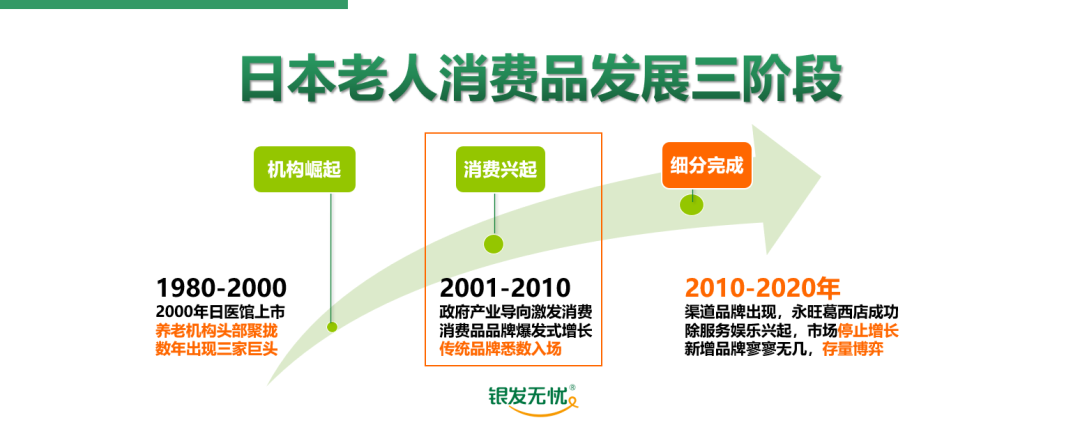 日本老人消费品发展三阶段
机构崛起
消费兴起
细分完成
1980-2000
2000年日医馆上市
养老机构头部聚拢
数年出现三家巨头
2001-2010
政府产业导向激发消费
消费品品牌爆发式增长
传统品牌悉数入场
2010-2020年
渠道品牌出现，永旺葛西店成功
除服务娱乐兴起，市场停止增长
新增品牌寥寥无几，存量博弈
银发无忧®